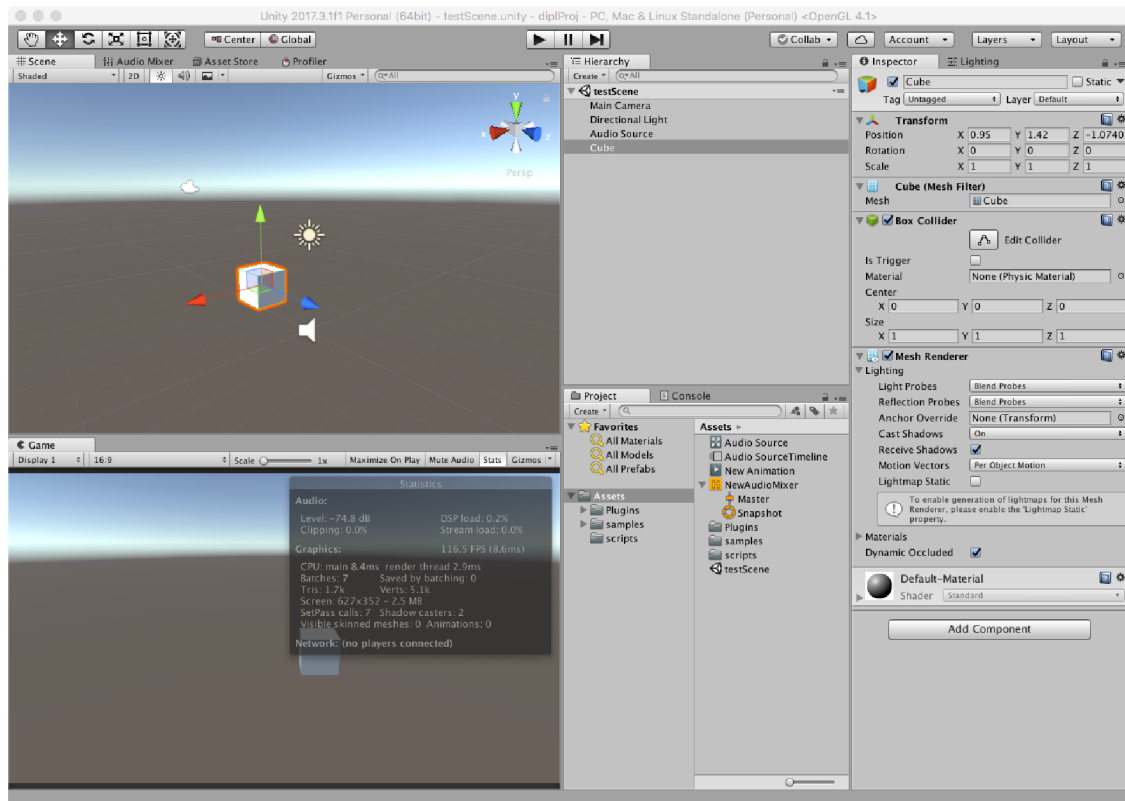 Unity 2017.3.1f1 Personal (64bit) - testScene.unity - diplProj - PC, Mac & Linux Standalone (Personal) <OpenGL 4.1>
Center Global Collab Account Layers Layout
Scene Audio Mixer Asset Store Profiler
Shaded 2D Gizmos All
y
x z
Persp
Hierarchy
Create All
testScene
Main Camera
Directional Light
Audio Source
Cube
Game
Display 1 16:9 Scale 1x Maximize On Play Mute Audio Stats Gizmos
Statistics
Audio:
Level: -74.8 dB DSP load: 0.2%
Clipping: 0.0% Stream load: 0.0%
Graphics: 116.5 FPS (8.6ms)
CPU: main 8.4ms render thread 2.9ms
Batches: 7 Saved by batching: 0
Tris: 1.7k Verts: 5.1k
Screen: 627x352 - 2.5 MB
SetPass calls: 7 Shadow casters: 2
Visible skinned meshes: 0 Animations: 0
Network: (no players connected)
Project Console
Create
Favorites
All Materials
All Models
All Prefabs
Assets
Plugins
samples
scripts
Assets
Audio Source
Audio SourceTimeline
New Animation
NewAudioMixer
Master
Snapshot
Plugins
samples
scripts
testScene
Inspector Lighting
Cube Static
Tag Untagged Layer Default
Transform
Position X 0.95 Y 1.42 Z -1.0740
Rotation X 0 Y 0 Z 0
Scale X 1 Y 1 Z 1
Cube (Mesh Filter)
Mesh Cube
Box Collider
Edit Collider
Is Trigger
Material None (Physic Material)
Center
X 0 Y 0 Z 0
Size
X 1 Y 1 Z 1
Mesh Renderer
Lighting
Light Probes Blend Probes
Reflection Probes Blend Probes
Anchor Override None (Transform)
Cast Shadows On
Receive Shadows
Motion Vectors Per Object Motion
Lightmap Static
To enable generation of lightmaps for this Mesh
Renderer, please enable the 'Lightmap Static'
property.
Materials
Dynamic Occluded
Default-Material
Shader Standard
Add Component